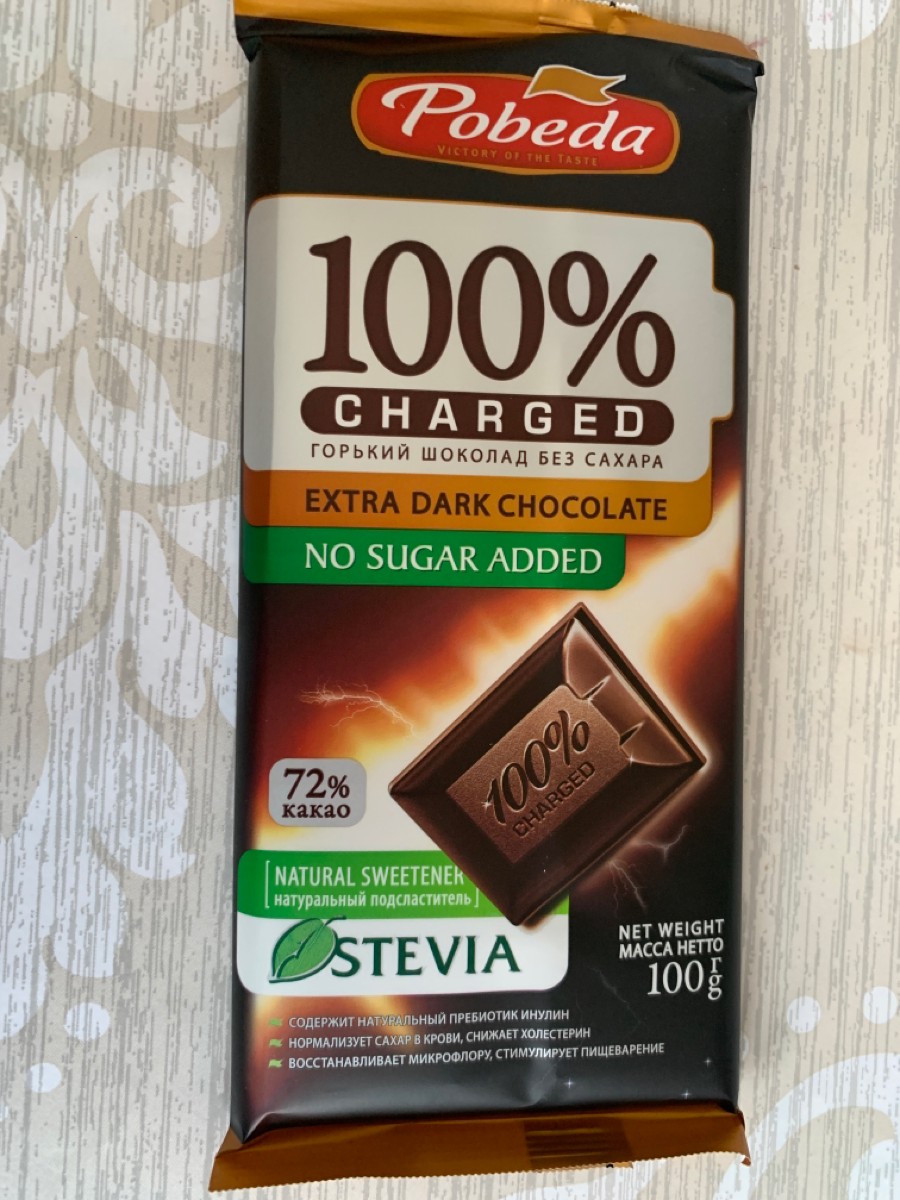 Pobeda
VICTORY OF THE TASTE
100%
CHARGED
ГОРЬКИЙ ШОКОЛАД БЕЗ САХАРА
EXTRA DARK CHOCOLATE
NO SUGAR ADDED
100%
CHARGED
72%
какао
[NATURAL SWEETENER]
[натуральный подсластитель]
STEVIA
NET WEIGHT
МАССА НЕТТО
100 г
g
СОДЕРЖИТ НАТУРАЛЬНЫЙ ПРЕБИОТИК ИНУЛИН
НОРМАЛИЗУЕТ САХАР В КРОВИ, СНИЖАЕТ ХОЛЕСТЕРИН
ВОССТАНАВЛИВАЕТ МИКРОФЛОРУ, СТИМУЛИРУЕТ ПИЩЕВАРЕНИЕ